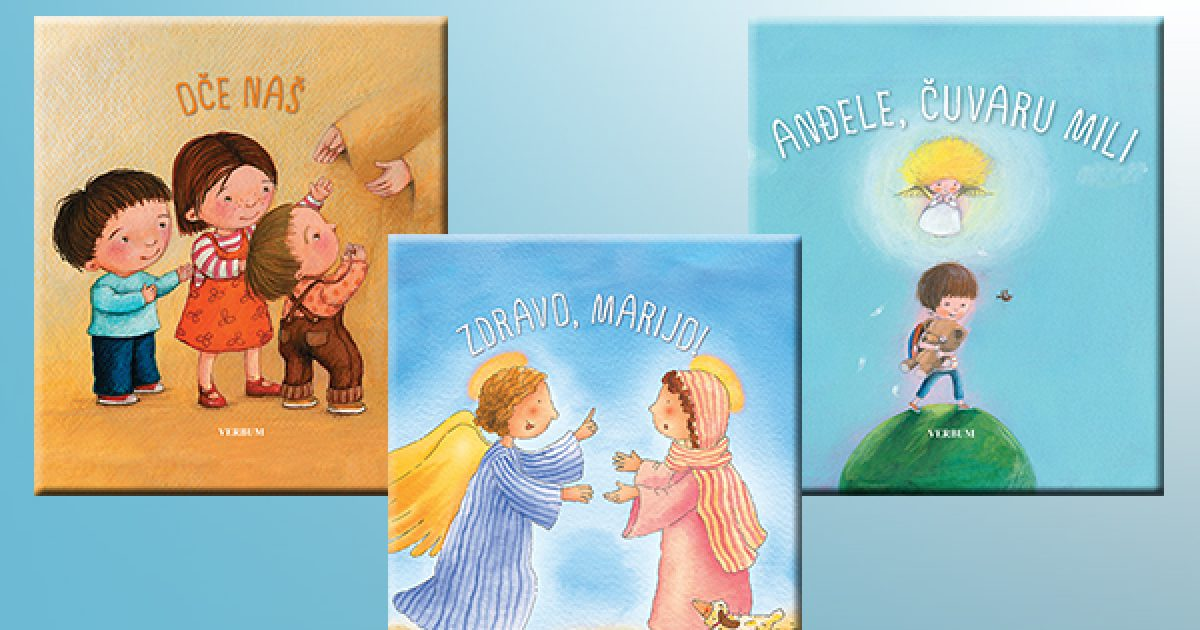 OČE NAŠ
VERBUM
ZDRAVO, MARIJO!
ANĐELE, ČUVARU MILI
VERBUM